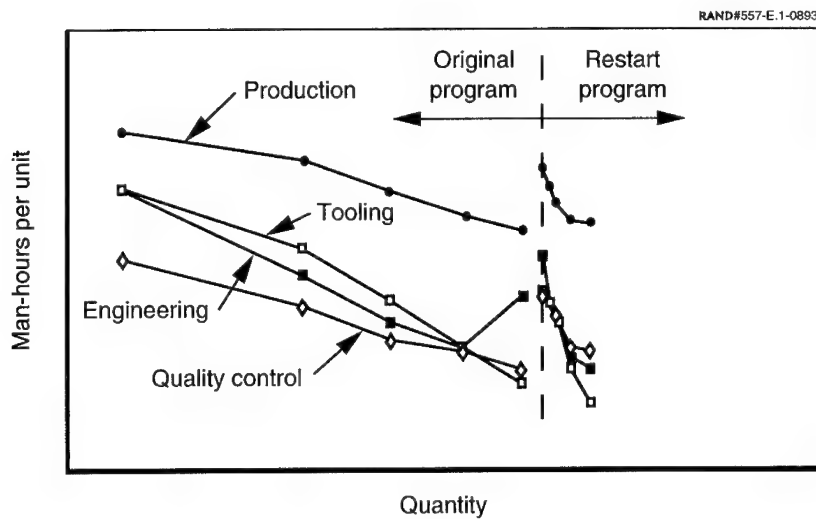 RAND#557-E.1-0893
Original
program
Restart
program
Production
Tooling
Engineering
Quality control
Man-hours per unit
Quantity